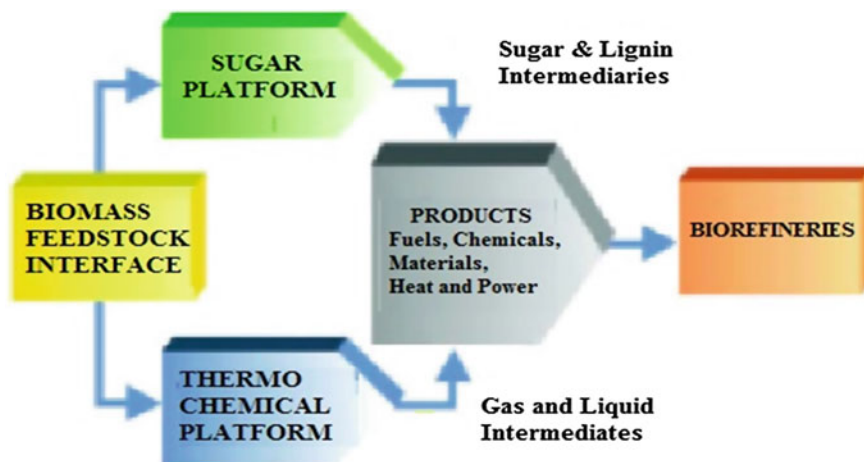 SUGAR
PLATFORM
Sugar & Lignin
Intermediaries
BIOMASS
FEEDSTOCK
INTERFACE
PRODUCTS
Fuels, Chemicals,
Materials,
Heat and Power
BIOREFINERIES
THERMO
CHEMICAL
PLATFORM
Gas and Liquid
Intermediates